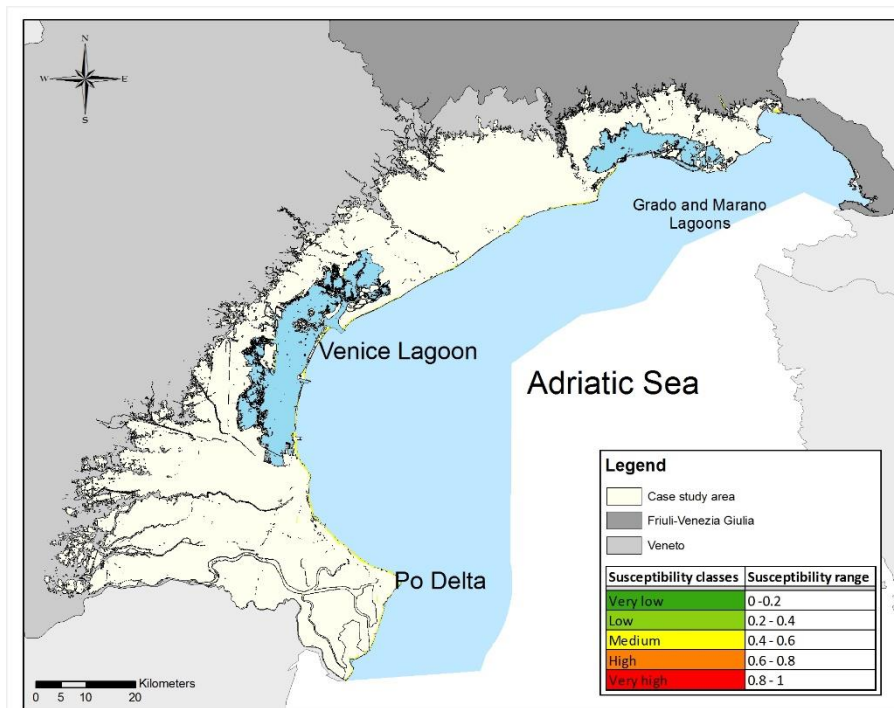 N
W E
S
Grado and Marano
Lagoons
Venice Lagoon
Adriatic Sea
Po Delta
Legend
Case study area
Friuli-Venezia Giulia
Veneto
Susceptibility classes Susceptibility range
Very low 0 -0.2
Low 0.2 - 0.4
Medium 0.4 - 0.6
High 0.6 - 0.8
Very high 0.8 - 1
Kilometers
0 5 10 20